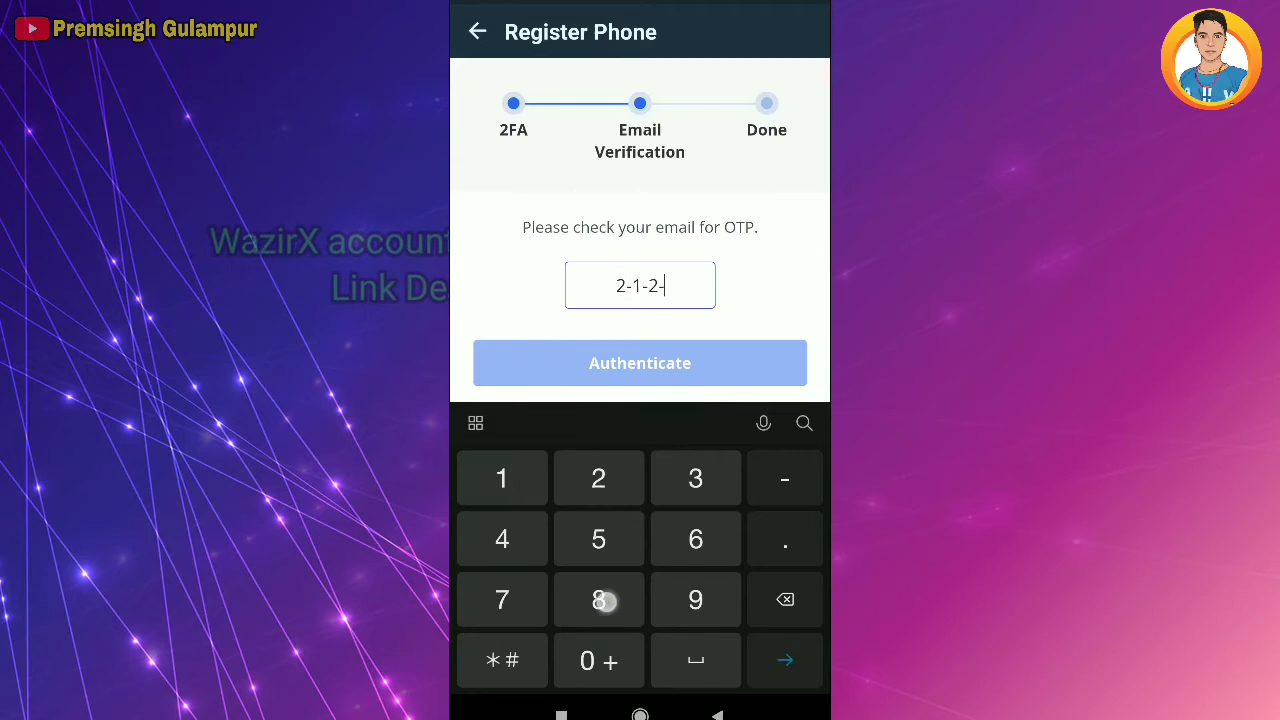 Premsingh Gulampur
Register Phone
2FA
Email
Verification
Done
WazirX account
Link De
Please check your email for OTP.
2-1-2-
Authenticate
1 2 3 -
4 5 6 .
7 8 9
*# 0 +